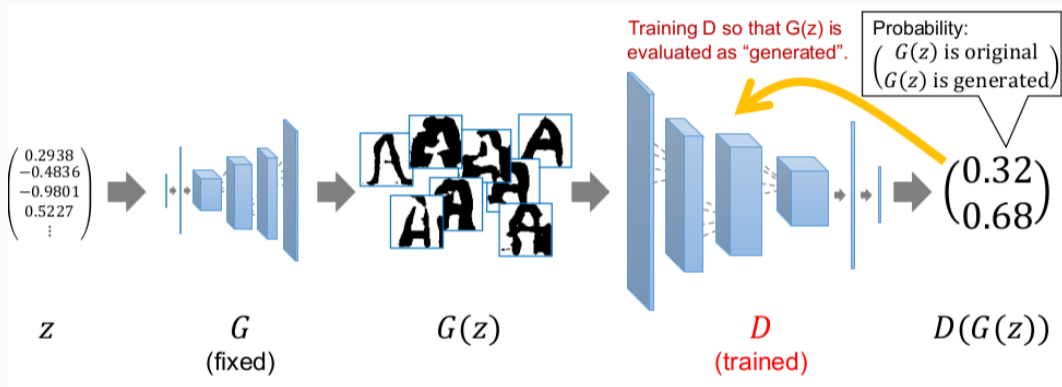 Training D so that G(z) is
evaluated as “generated”.
Probability:
G(z) is original
G(z) is generated
0.2938
−0.4836
−0.9801
0.5227
⋮
0.32
0.68
z
G
(fixed)
G(z)
D
(trained)
D(G(z))